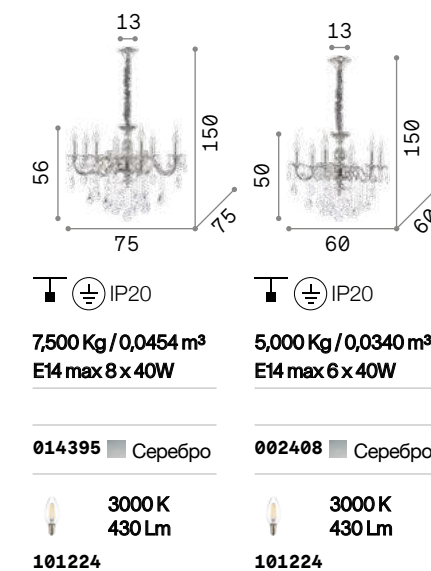 13
150
56
75
75
IP20
7,500 Kg / 0,0454 m³
E14 max 8 x 40W
014395 Серебро
3000 K
430 Lm
101224
13
150
50
60
60
IP20
5,000 Kg / 0,0340 m³
E14 max 6 x 40W
002408 Серебро
3000 K
430 Lm
101224